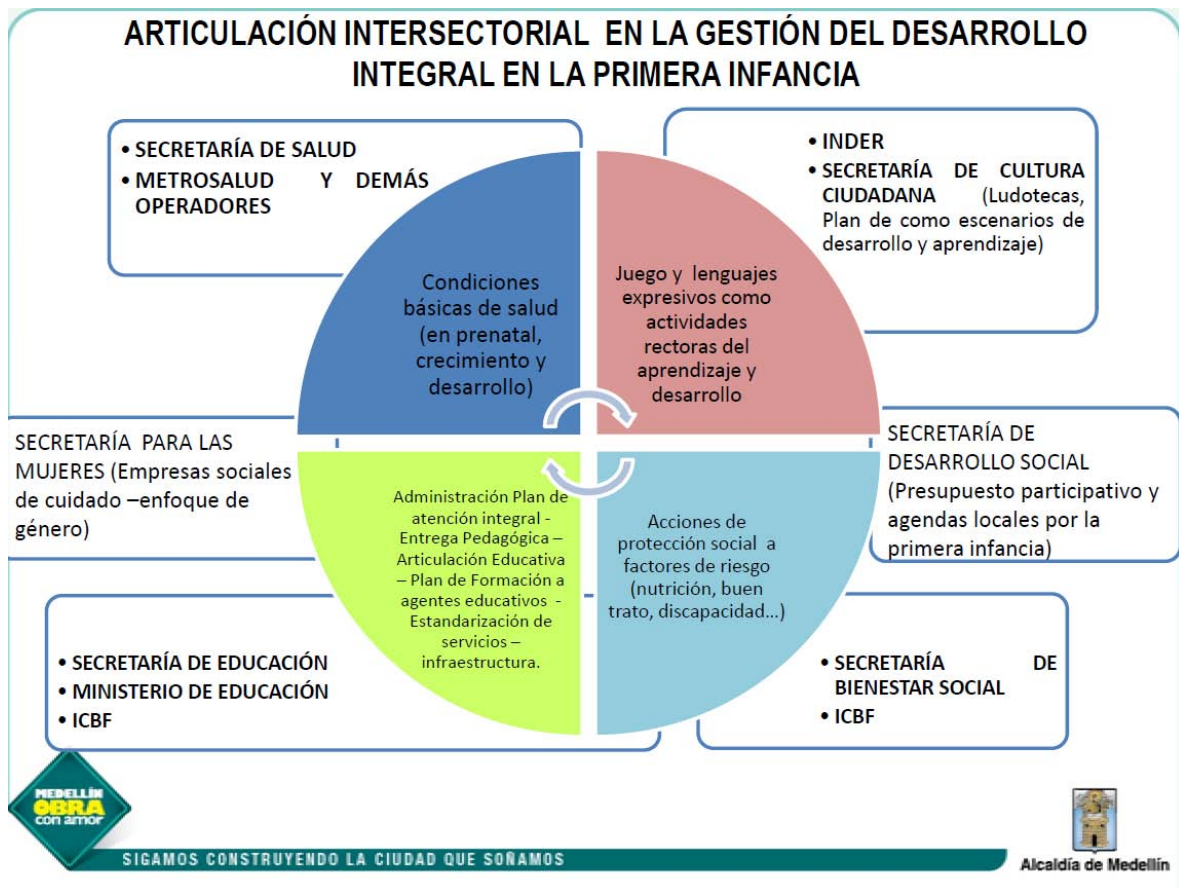 ARTICULACIÓN INTERSECTORIAL EN LA GESTIÓN DEL DESARROLLO
INTEGRAL EN LA PRIMERA INFANCIA
• SECRETARÍA DE SALUD
• METROSALUD Y DEMÁS
OPERADORES
• INDER
• SECRETARÍA DE CULTURA
CIUDADANA (Ludotecas,
Plan de como escenarios de
desarrollo y aprendizaje)
Condiciones
básicas de salud
(en prenatal,
crecimiento y
desarrollo)
Juego y lenguajes
expresivos como
actividades
rectoras del
aprendizaje y
desarrollo
SECRETARÍA PARA LAS
MUJERES (Empresas sociales
de cuidado –enfoque de
género)
SECRETARÍA DE
DESARROLLO SOCIAL
(Presupuesto participativo y
agendas locales por la
primera infancia)
Administración Plan de
atención integral -
Entrega Pedagógica –
Articulación Educativa
– Plan de Formación a
agentes educativos -
Estandarización de
servicios –
infraestructura.
Acciones de
protección social a
factores de riesgo
(nutrición, buen
trato, discapacidad...)
• SECRETARÍA DE EDUCACIÓN
• MINISTERIO DE EDUCACIÓN
• ICBF
• SECRETARÍA DE
BIENESTAR SOCIAL
• ICBF
MEDELLÍN
OBRA
con amor
SIGAMOS CONSTRUYENDO LA CIUDAD QUE SOÑAMOS
Alcaldía de Medellín